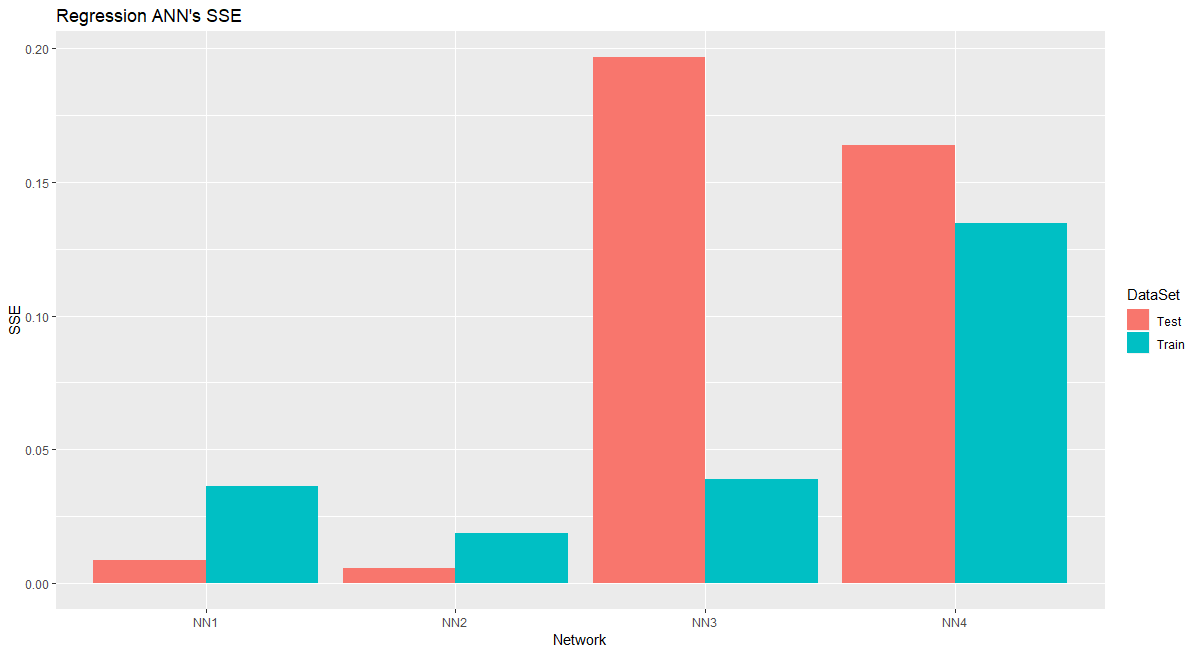 Regression ANN's SSE
0.20
0.15
0.10
0.05
0.00
SSE
NN1 NN2 NN3 NN4
Network
DataSet
Test
Train